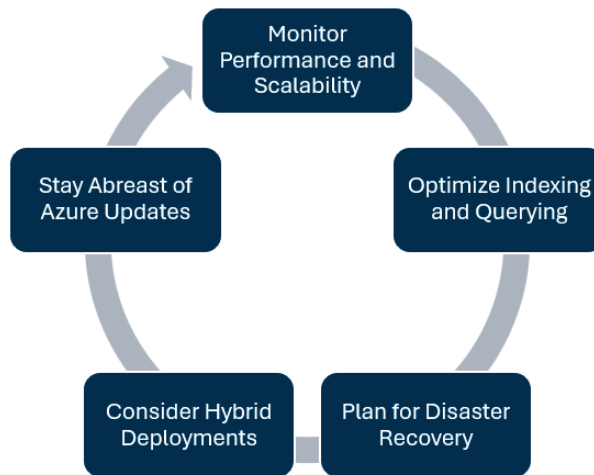 Monitor
Performance and
Scalability
Optimize Indexing
and Querying
Plan for Disaster
Recovery
Consider Hybrid
Deployments
Stay Abreast of
Azure Updates